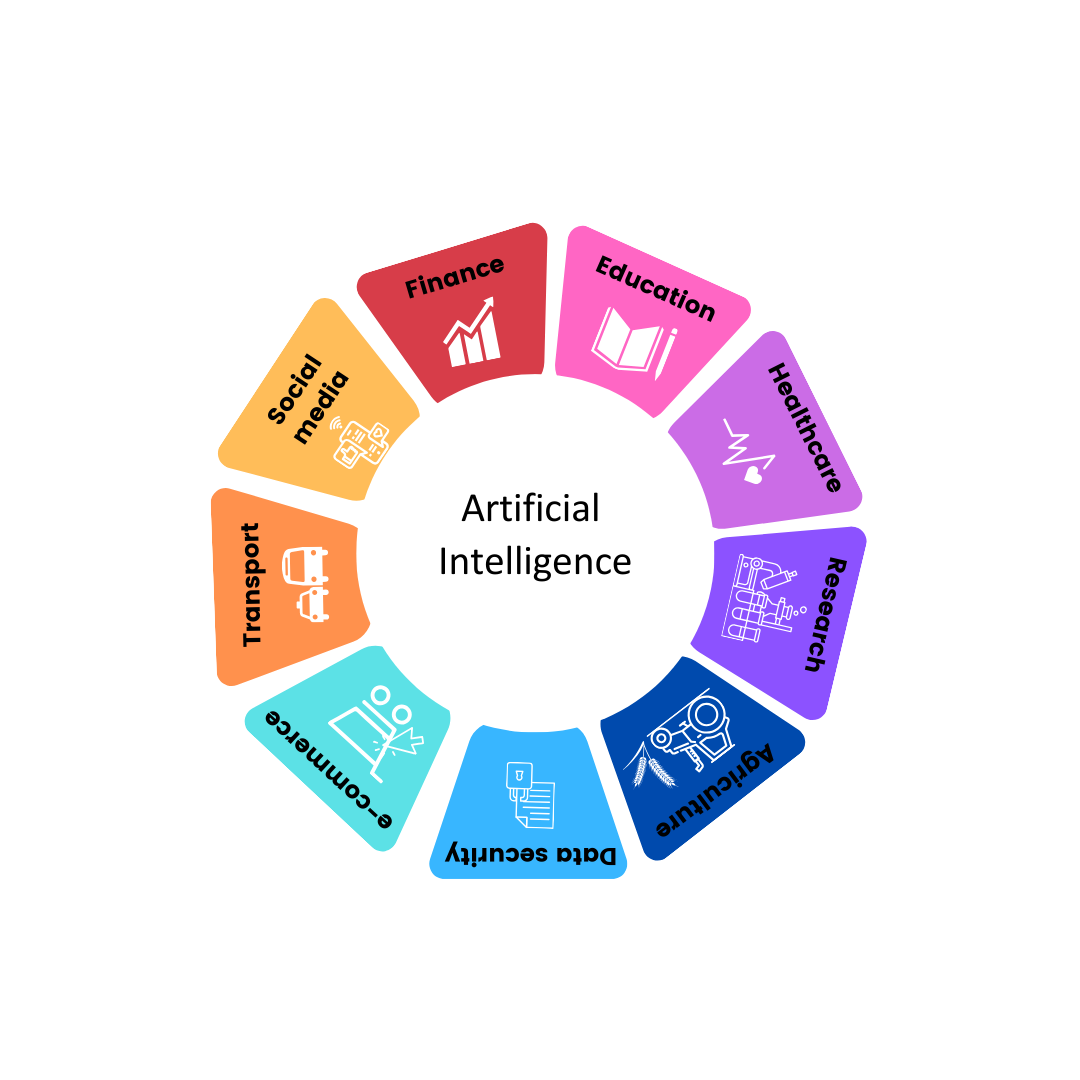 Finance
Education
Healthcare
Research
Agriculture
Data security
e-commerce
Transport
Social
media
Artificial
Intelligence